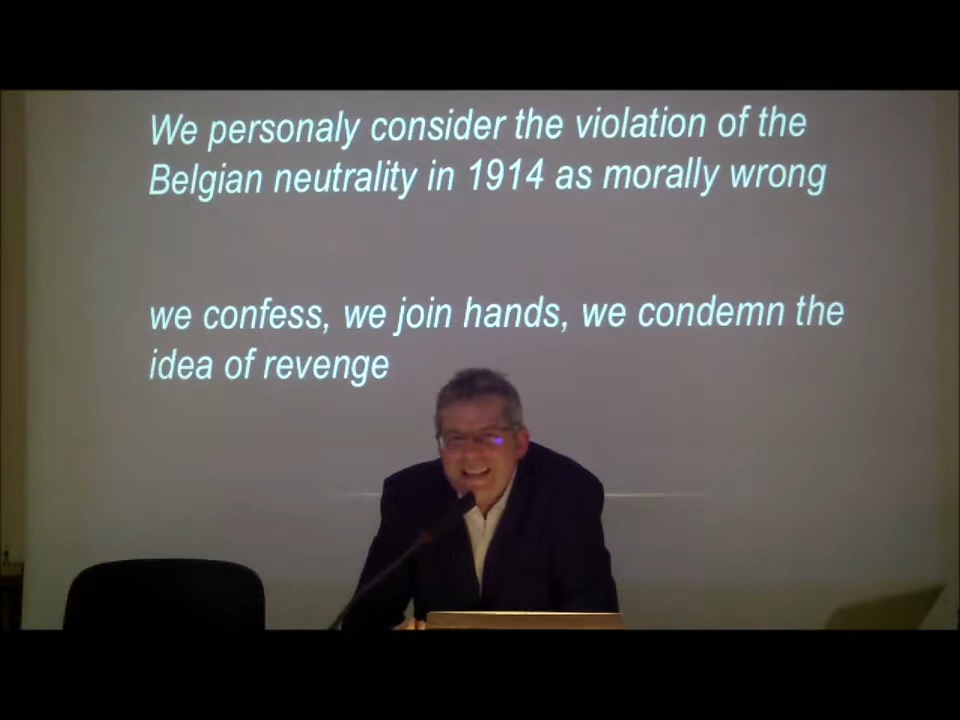 We personaly consider the violation of the
Belgian neutrality in 1914 as morally wrong
we confess, we join hands, we condemn the
idea of revenge